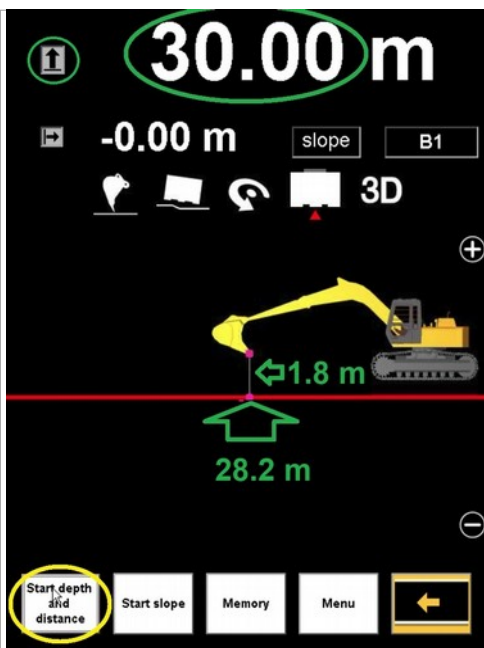 30.00 m
-0.00 m slope B1
3D
1.8 m
28.2 m
Start depth
and
distance
Start slope
Memory
Menu